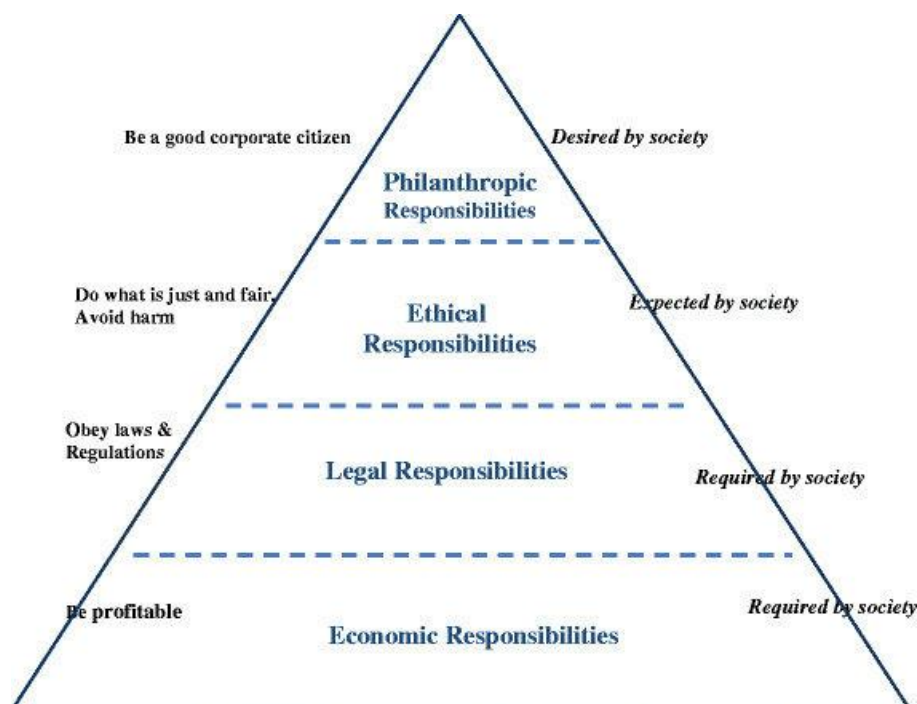 Be a good corporate citizen
Desired by society
Philanthropic
Responsibilities
Do what is just and fair,
Avoid harm
Expected by society
Ethical
Responsibilities
Obey laws &
Regulations
Legal Responsibilities
Required by society
Be profitable
Required by society
Economic Responsibilities